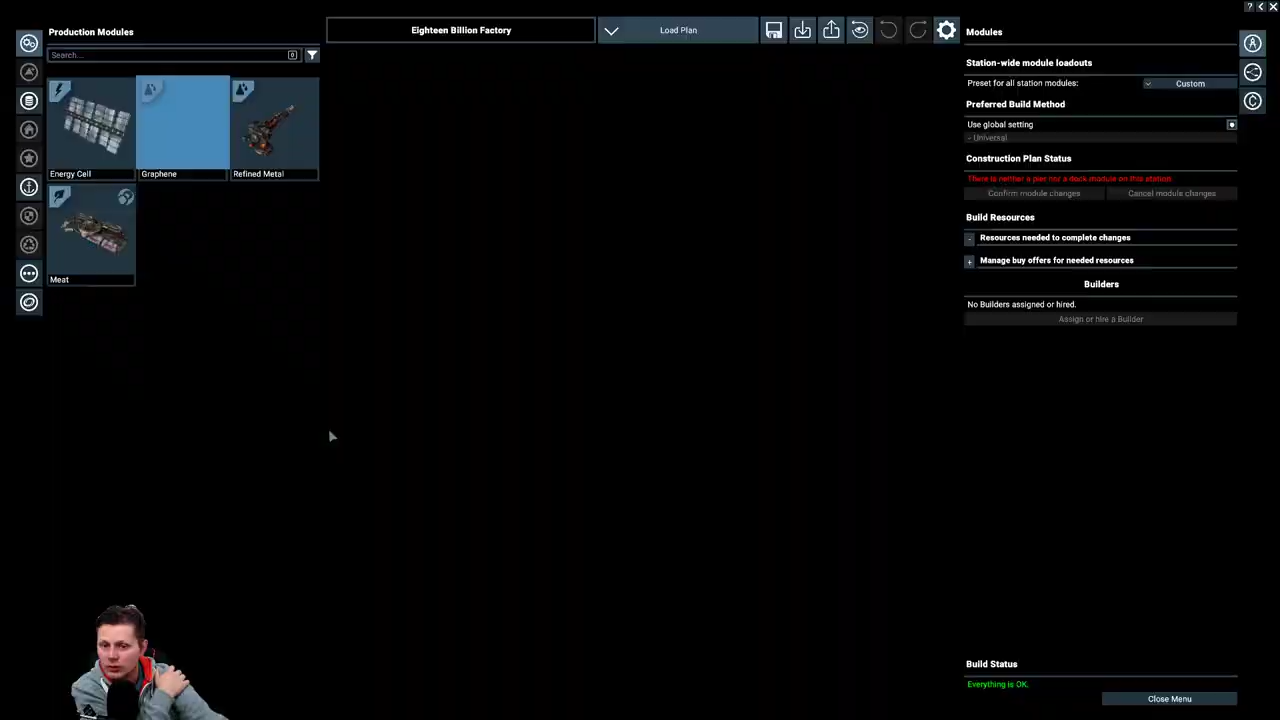 Production Modules
Search...
0
Energy Cell
Graphene
Refined Metal
Meat
Eighteen Billion Factory
Load Plan
? < X
Modules
Station-wide module loadouts
Preset for all station modules:
Custom
Preferred Build Method
Use global setting
- Universal
Construction Plan Status
There is neither a pier nor a dock module on this station.
Confirm module changes
Cancel module changes
Build Resources
- Resources needed to complete changes
+ Manage buy offers for needed resources
Builders
No Builders assigned or hired.
Assign or hire a Builder
Build Status
Everything is OK.
Close Menu